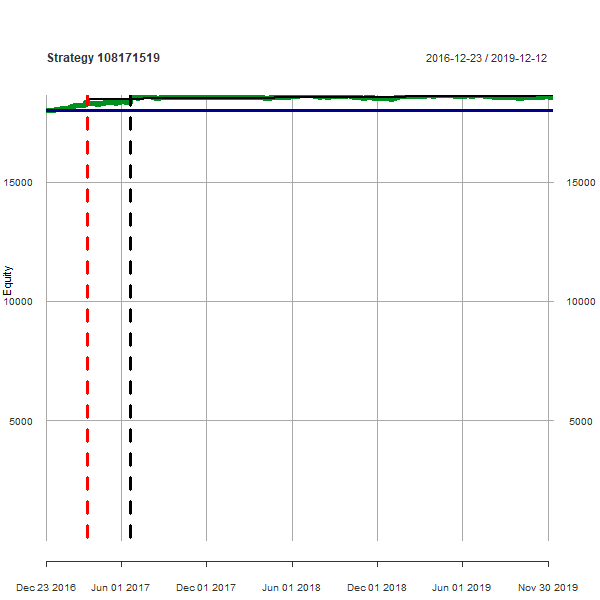 Strategy 108171519
2016-12-23 / 2019-12-12
15000 15000
Equity
10000 10000
5000 5000
Dec 23 2016 Jun 01 2017 Dec 01 2017 Jun 01 2018 Dec 01 2018 Jun 01 2019 Nov 30 2019